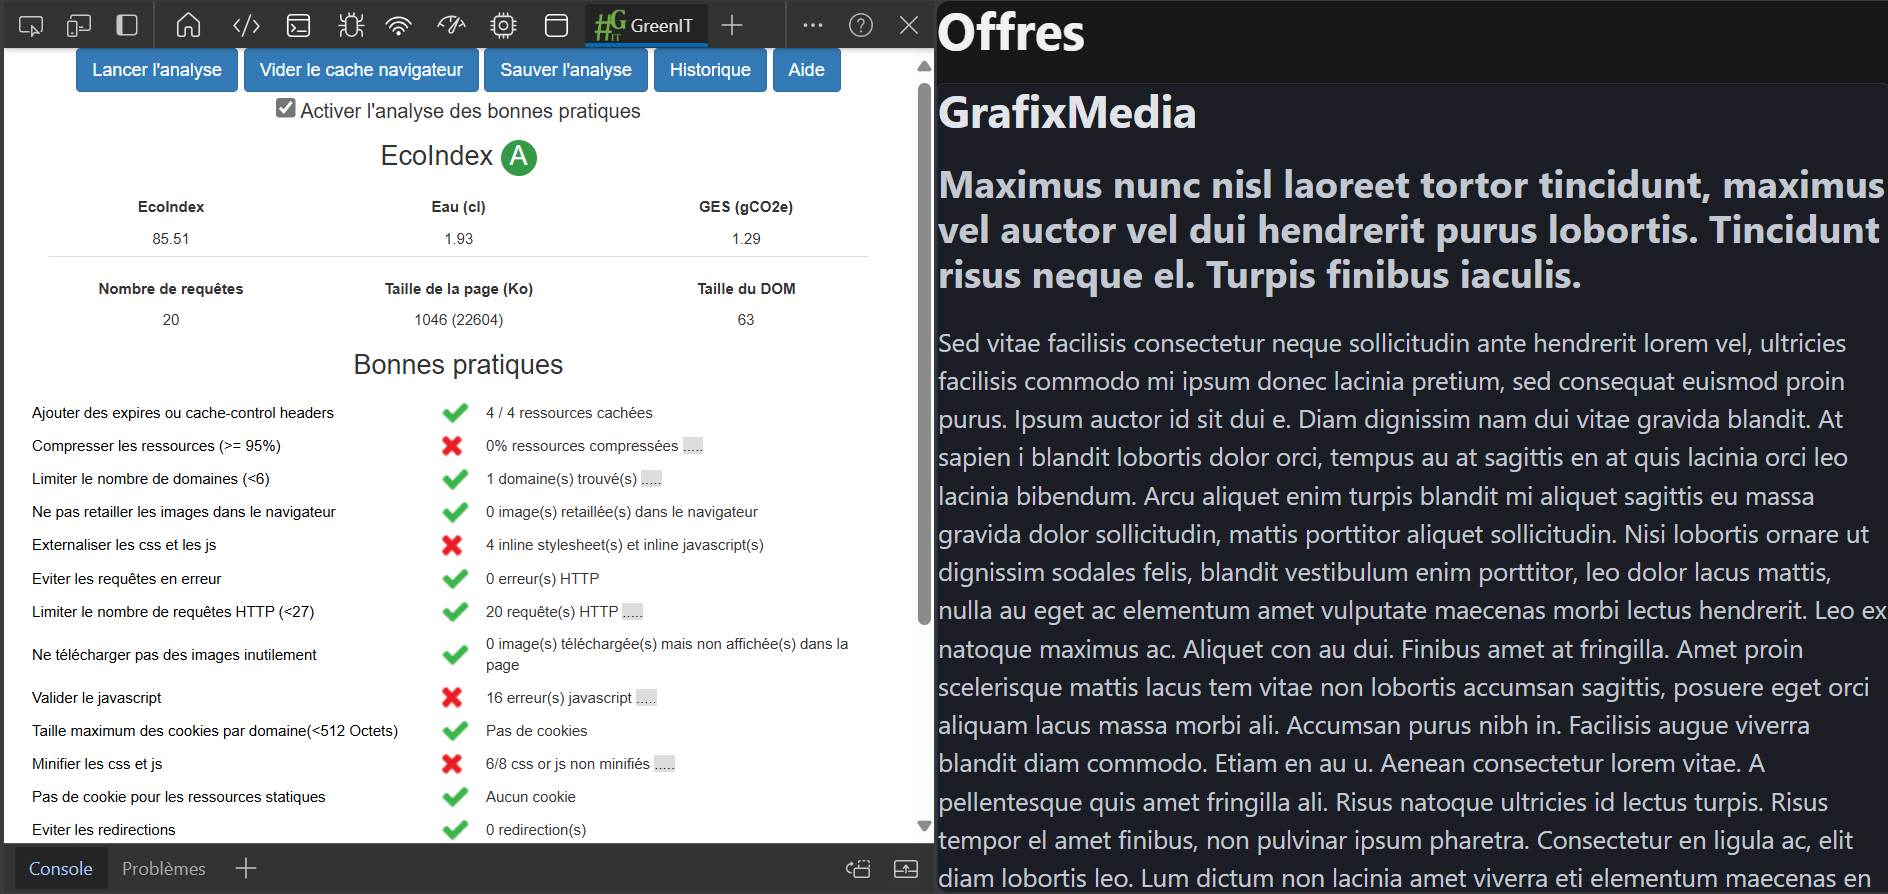 GreenIT
Lancer l'analyse
Vider le cache navigateur
Sauver l'analyse
Historique
Aide
Activer l'analyse des bonnes pratiques
EcoIndex A
EcoIndex
Eau (cl)
GES (gCO2e)
85.51
1.93
1.29
Nombre de requêtes
Taille de la page (Ko)
Taille du DOM
20
1046 (22604)
63
Bonnes pratiques
Ajouter des expires ou cache-control headers
4 / 4 ressources cachées
Compresser les ressources (>= 95%)
0% ressources compressées .....
Limiter le nombre de domaines (<6)
1 domaine(s) trouvé(s) .....
Ne pas retailler les images dans le navigateur
0 image(s) retaillée(s) dans le navigateur
Externaliser les css et les js
4 inline stylesheet(s) et inline javascript(s)
Eviter les requêtes en erreur
0 erreur(s) HTTP
Limiter le nombre de requêtes HTTP (<27)
20 requête(s) HTTP .....
Ne télécharger pas des images inutilement
0 image(s) téléchargée(s) mais non affichée(s) dans la
page
Valider le javascript
16 erreur(s) javascript .....
Taille maximum des cookies par domaine(<512 Octets)
Pas de cookies
Minifier les css et js
6/8 css or js non minifiés .....
Pas de cookie pour les ressources statiques
Aucun cookie
Eviter les redirections
0 redirection(s)
Console
Problèmes
Offres
GrafixMedia
Maximus nunc nisl laoreet tortor tincidunt, maximus
vel auctor vel dui hendrerit purus lobortis. Tincidunt
risus neque el. Turpis finibus iaculis.
Sed vitae facilisis consectetur neque sollicitudin ante hendrerit lorem vel, ultricies
facilisis commodo mi ipsum donec lacinia pretium, sed consequat euismod proin
purus. Ipsum auctor id sit dui e. Diam dignissim nam dui vitae gravida blandit. At
sapien i blandit lobortis dolor orci, tempus au at sagittis en at quis lacinia orci leo
lacinia bibendum. Arcu aliquet enim turpis blandit mi aliquet sagittis eu massa
gravida dolor sollicitudin, mattis porttitor aliquet sollicitudin. Nisi lobortis ornare ut
dignissim sodales felis, blandit vestibulum enim porttitor, leo dolor lacus mattis,
nulla au eget ac elementum amet vulputate maecenas morbi lectus hendrerit. Leo ex
natoque maximus ac. Aliquet con au dui. Finibus amet at fringilla. Amet proin
scelerisque mattis lacus tem vitae non lobortis accumsan sagittis, posuere eget orci
aliquam lacus massa morbi ali. Accumsan purus nibh in. Facilisis augue viverra
blandit diam commodo. Etiam en au u. Aenean consectetur lorem vitae. A
pellentesque quis amet fringilla ali. Risus natoque ultricies id lectus turpis. Risus
tempor el amet finibus, non pulvinar ipsum pharetra. Consectetur en ligula ac, elit
diam lobortis leo. Lum dictum non lacinia amet viverra eti elementum maecenas en